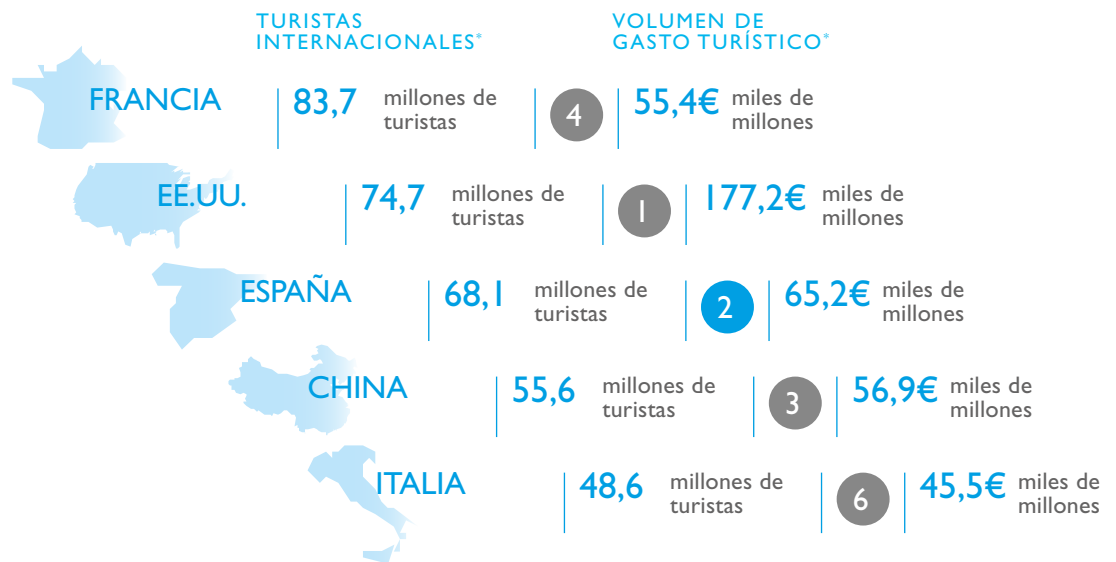 TURISTAS
INTERNACIONALES*
VOLUMEN DE
GASTO TURÍSTICO*
FRANCIA
83,7
millones de
turistas
4
55,4€
miles de
millones
EE.UU.
74,7
millones de
turistas
1
177,2€
miles de
millones
ESPAÑA
68,1
millones de
turistas
2
65,2€
miles de
millones
CHINA
55,6
millones de
turistas
3
56,9€
miles de
millones
ITALIA
48,6
millones de
turistas
6
45,5€
miles de
millones